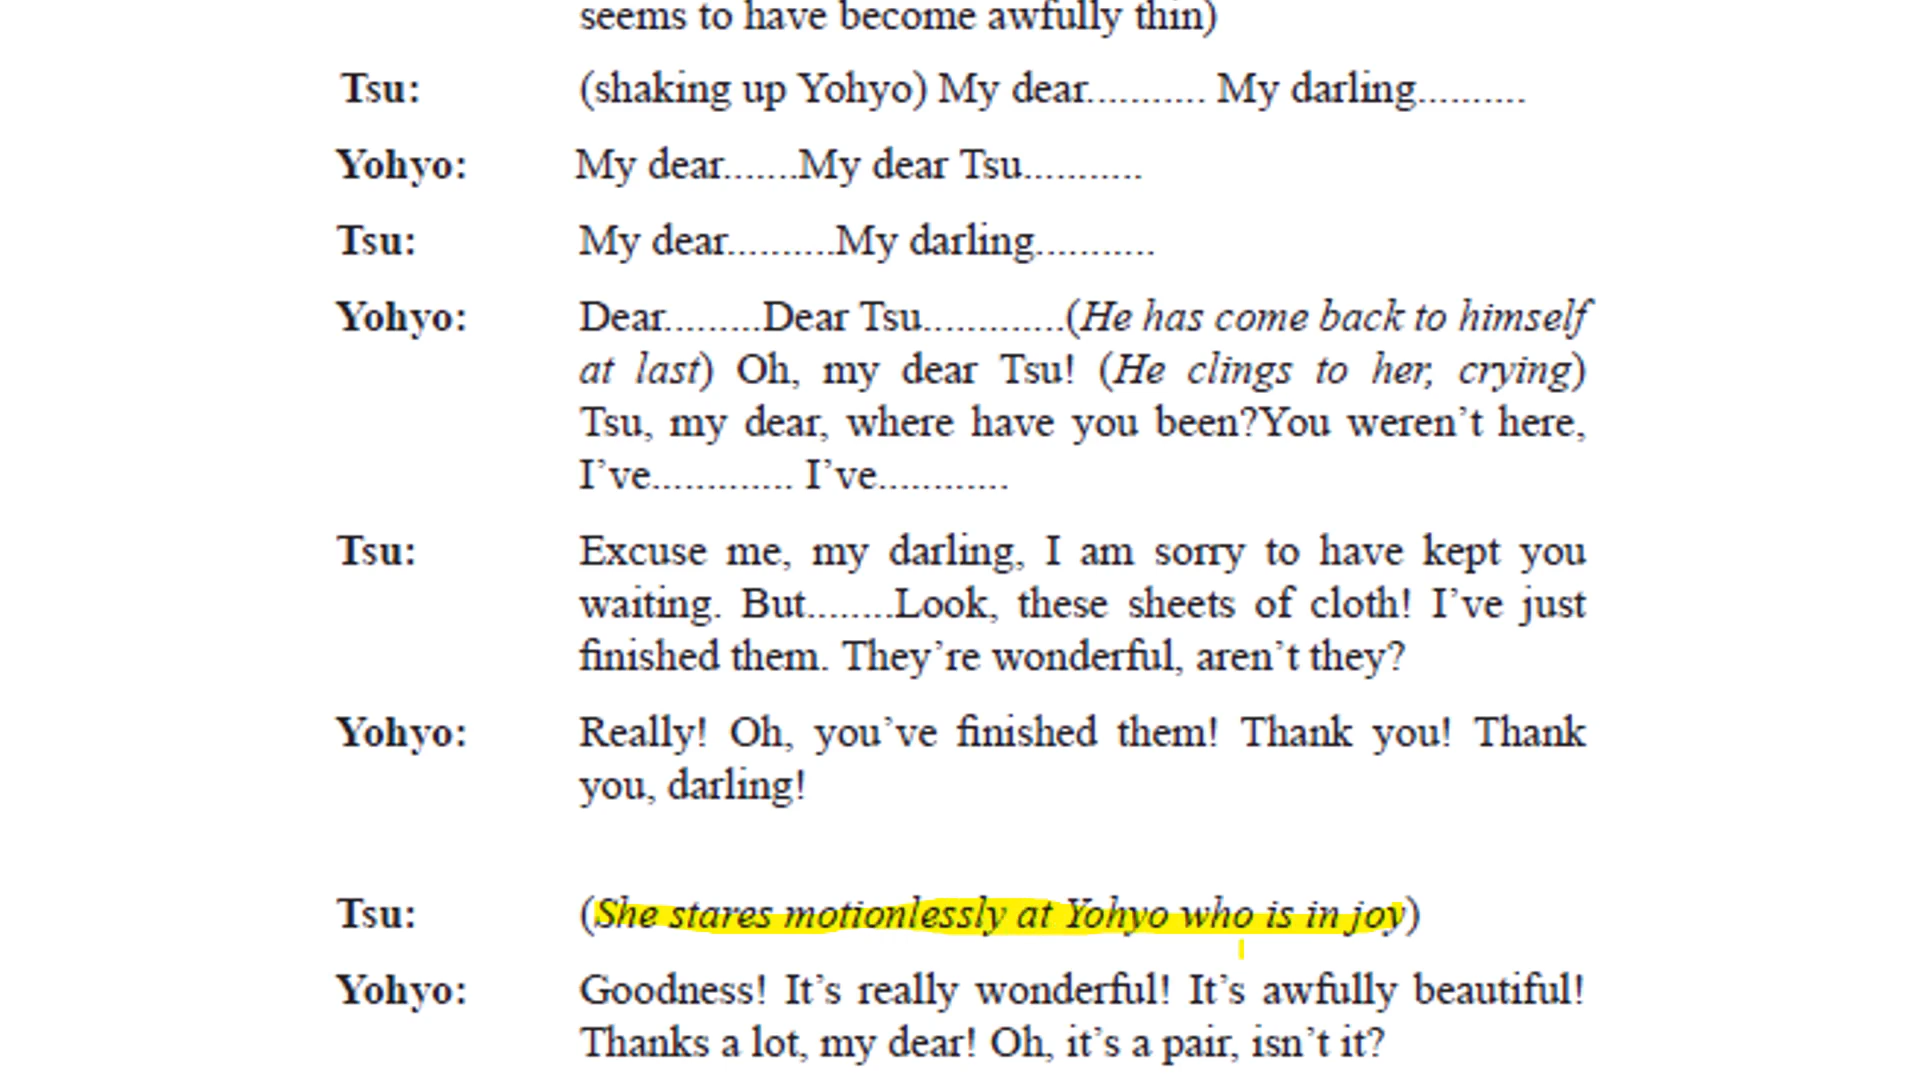 seems to have become awfully thin)
Tsu: (shaking up Yohyo) My dear........... My darling..........
Yohyo: My dear.......My dear Tsu...........
Tsu: My dear..........My darling...........
Yohyo: Dear.........Dear Tsu.............(He has come back to himself
at last) Oh, my dear Tsu! (He clings to her, crying)
Tsu, my dear, where have you been?You weren’t here,
I’ve............. I’ve............
Tsu: Excuse me, my darling, I am sorry to have kept you
waiting. But........Look, these sheets of cloth! I’ve just
finished them. They’re wonderful, aren’t they?
Yohyo: Really! Oh, you’ve finished them! Thank you! Thank
you, darling!
Tsu: (She stares motionlessly at Yohyo who is in joy)
Yohyo: Goodness! It’s really wonderful! It’s awfully beautiful!
Thanks a lot, my dear! Oh, it’s a pair, isn’t it?